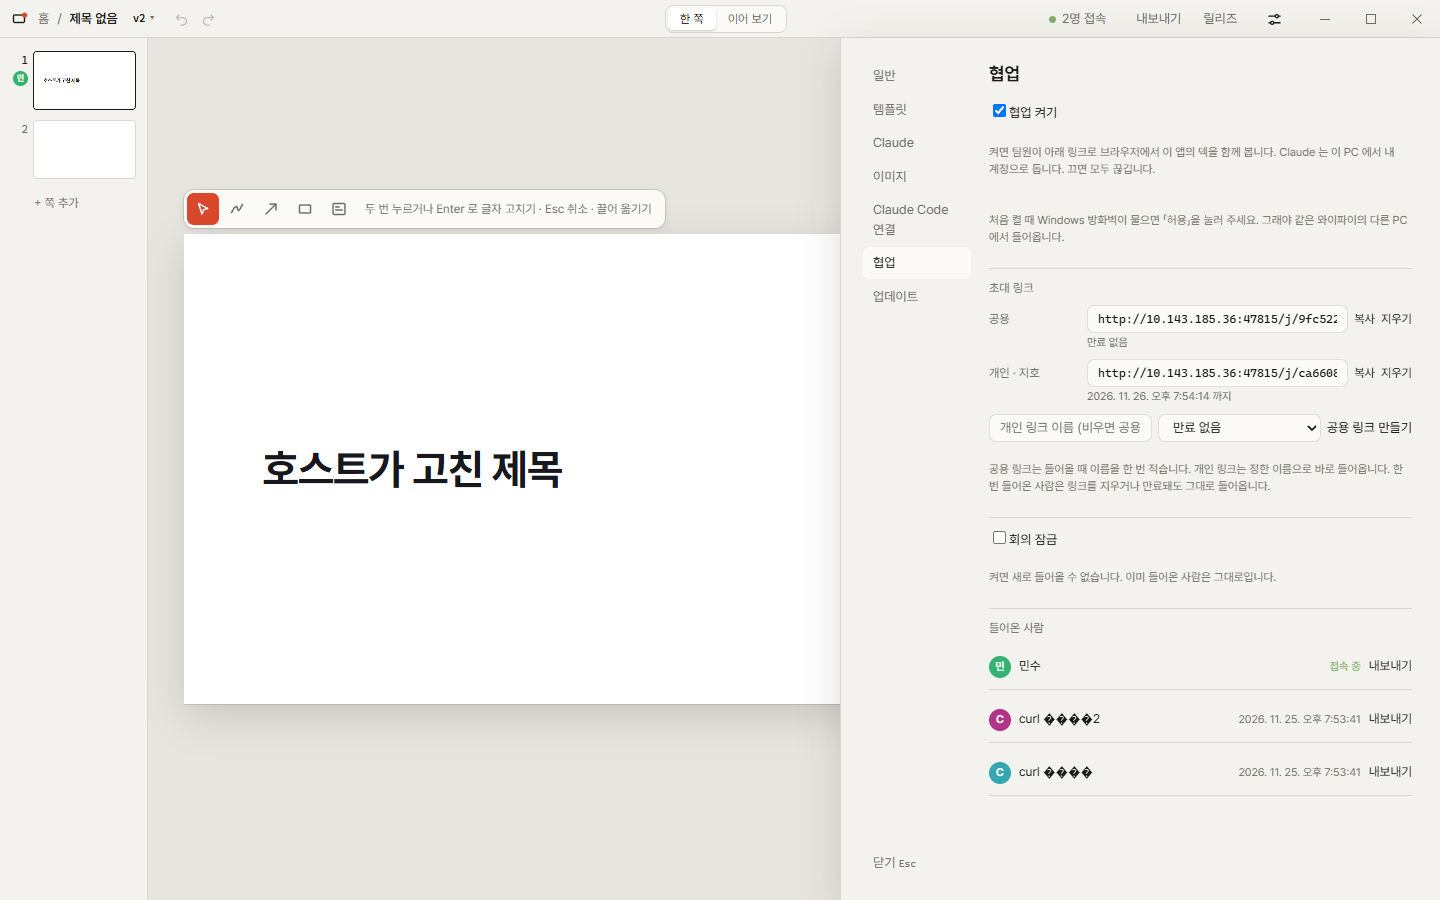 홈 / 제목 없음 v2
한 쪽 이어 보기
2명 접속 내보내기 릴리즈
1
민
호스트가 고친 제목
2
+ 쪽 추가
두 번 누르거나 Enter 로 글자 고치기 · Esc 취소 · 끌어 옮기기
호스트가 고친 제목
일반
템플릿
Claude
이미지
Claude Code
연결
협업
업데이트
닫기 Esc
협업
협업 켜기
켜면 팀원이 아래 링크로 브라우저에서 이 앱의 덱을 함께 봅니다. Claude 는 이 PC 에서 내
계정으로 돕니다. 끄면 모두 끊깁니다.
처음 켤 때 Windows 방화벽이 물으면 「허용」을 눌러 주세요. 그래야 같은 와이파이의 다른 PC
에서 들어옵니다.
초대 링크
공용 http://10.143.185.36:47815/j/9fc522 복사 지우기
만료 없음
개인 · 지호 http://10.143.185.36:47815/j/ca6608 복사 지우기
2026. 11. 26. 오후 7:54:14 까지
개인 링크 이름 (비우면 공용 만료 없음 공용 링크 만들기
공용 링크는 들어올 때 이름을 한 번 적습니다. 개인 링크는 정한 이름으로 바로 들어옵니다. 한
번 들어온 사람은 링크를 지우거나 만료돼도 그대로 들어옵니다.
회의 잠금
켜면 새로 들어올 수 없습니다. 이미 들어온 사람은 그대로입니다.
들어온 사람
민 민수 접속 중 내보내기
C curl ����2 2026. 11. 25. 오후 7:53:41 내보내기
C curl ���� 2026. 11. 25. 오후 7:53:41 내보내기